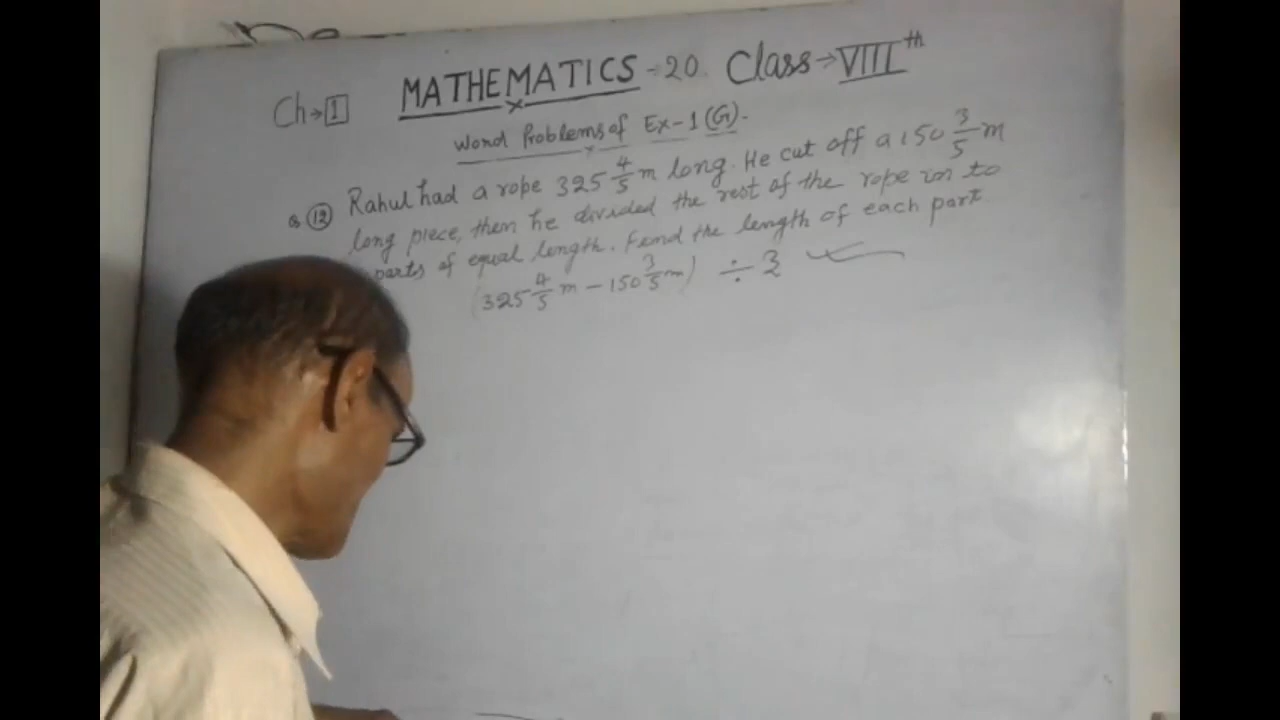 Ch→1 MATHEMATICS - 20. Class→VIIIth
Word Problems of Ex-1(G).
Q (12) Rahul had a rope 325 4/5 m long. He cut off a 150 3/5 m
long piece, then he divided the rest of the rope in to
parts of equal length. Find the length of each part.
(325 4/5 m - 150 3/5 m) ÷ 3